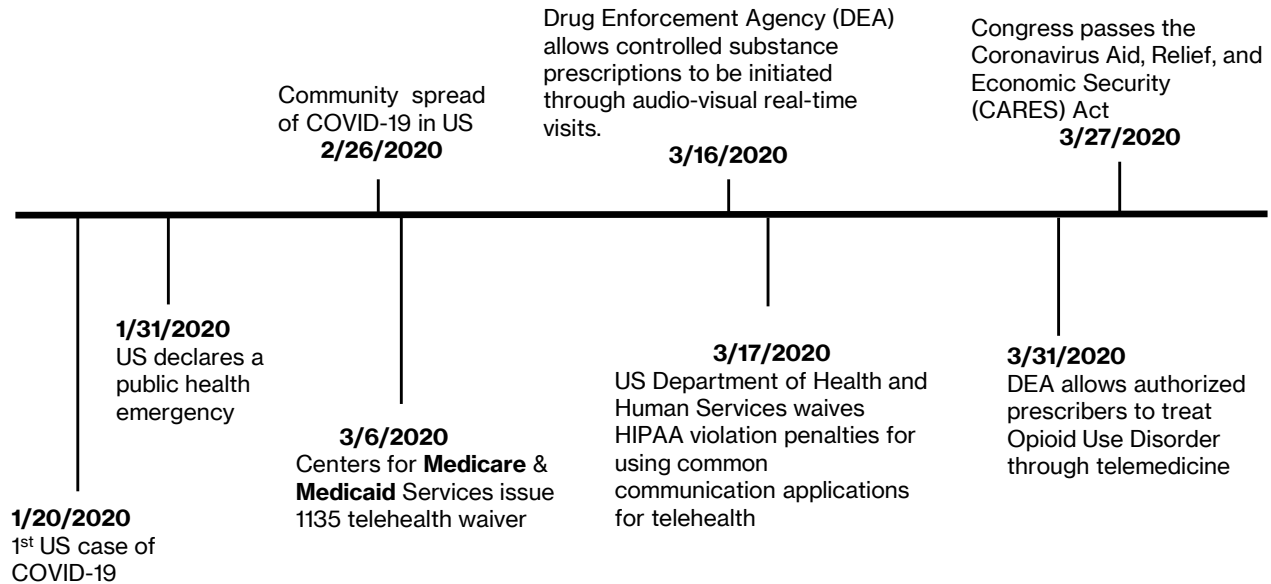 Drug Enforcement Agency (DEA)
allows controlled substance
prescriptions to be initiated
through audio-visual real-time
visits.
3/16/2020
Congress passes the
Coronavirus Aid, Relief, and
Economic Security
(CARES) Act
3/27/2020
Community spread
of COVID-19 in US
2/26/2020
1/31/2020
US declares a
public health
emergency
3/17/2020
US Department of Health and
Human Services waives
HIPAA violation penalties for
using common
communication applications
for telehealth
3/31/2020
DEA allows authorized
prescribers to treat
Opioid Use Disorder
through telemedicine
3/6/2020
Centers for Medicare &
Medicaid Services issue
1135 telehealth waiver
1/20/2020
1st US case of
COVID-19